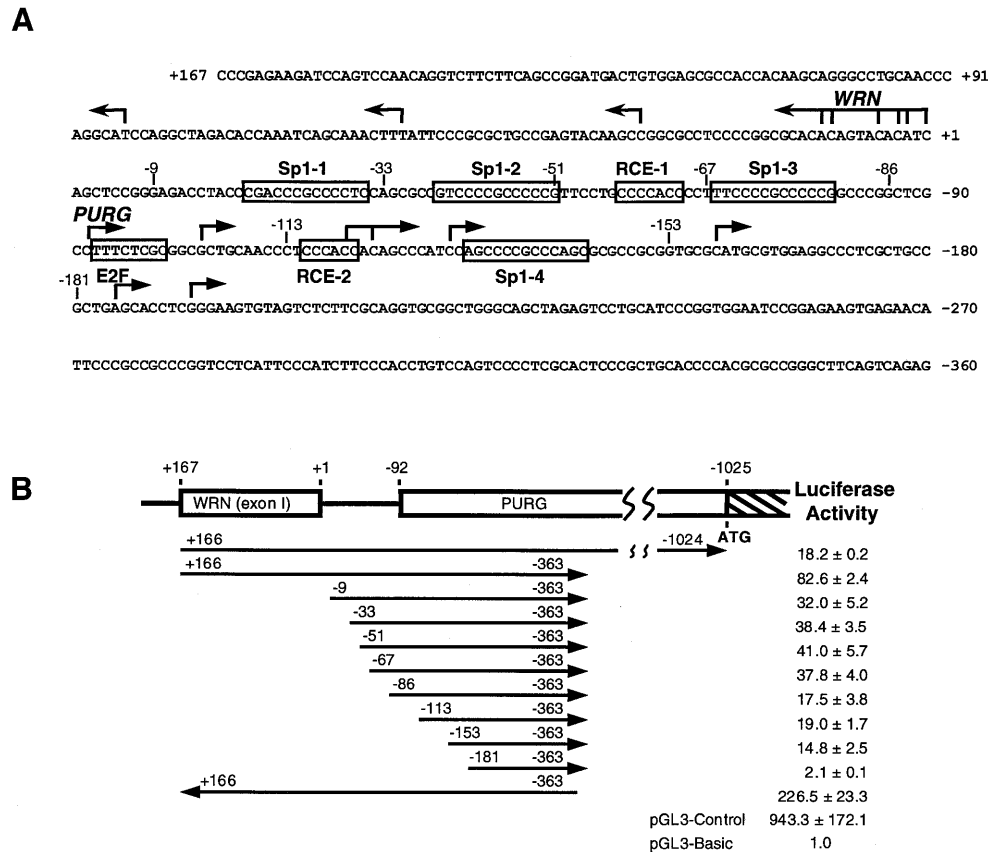 A
+167 CCCGAGAAGATCCAGTCCAACAGGTCTTCTTCAGCCGGATGACTGTGGAGCGCCACCACAAGCAGGGCCTGCAACCC +91
WRN
AGGCATCCAGGCTAGACACCAAATCAGCAAACTTTATTCCCGCGCTGCCGAGTACAAGCCGGCGCCTCCCCGGCGCACACAGTACACATC +1
-9 Sp1-1 -33 Sp1-2 -51 RCE-1 -67 Sp1-3 -86
AGCTCCGGGAGACCTACCCGACCCGCCCCTCCAGCGCCGTCCCCGCCCCCGTTCCTGCCCCACCCCTTTCCCCGCCCCCGGCCCGGCTCG -90
PURG -113 -153
CCTTTCTCGCGGCGCTGCAACCCTCCCACCACAGCCCATCCAGCCCCGCCCAGCGCGCCGCGGTGCGCATGCGTGGAGGCCCTCGCTGCC -180
E2F RCE-2 Sp1-4
-181
GCTGAGCACCTCGGGAAGTGTAGTCTCTTCGCAGGTGCGGCTGGGCAGCTAGAGTCCTGCATCCCGGTGGAATCCGGAGAAGTGAGAACA -270
TTCCCGCCGCCCGGTCCTCATTCCCATCTTCCCACCTGTCCAGTCCCCTCGCACTCCCGCTGCACCCCACGCGCCGGGCTTCAGTCAGAG -360
B
+167 +1 -92 -1025
WRN (exon I) PURG
Luciferase
Activity
ATG
+166 -1024 18.2 ± 0.2
+166 -363 82.6 ± 2.4
-9 -363 32.0 ± 5.2
-33 -363 38.4 ± 3.5
-51 -363 41.0 ± 5.7
-67 -363 37.8 ± 4.0
-86 -363 17.5 ± 3.8
-113 -363 19.0 ± 1.7
-153 -363 14.8 ± 2.5
-181 -363 2.1 ± 0.1
+166 -363 226.5 ± 23.3
pGL3-Control 943.3 ± 172.1
pGL3-Basic 1.0